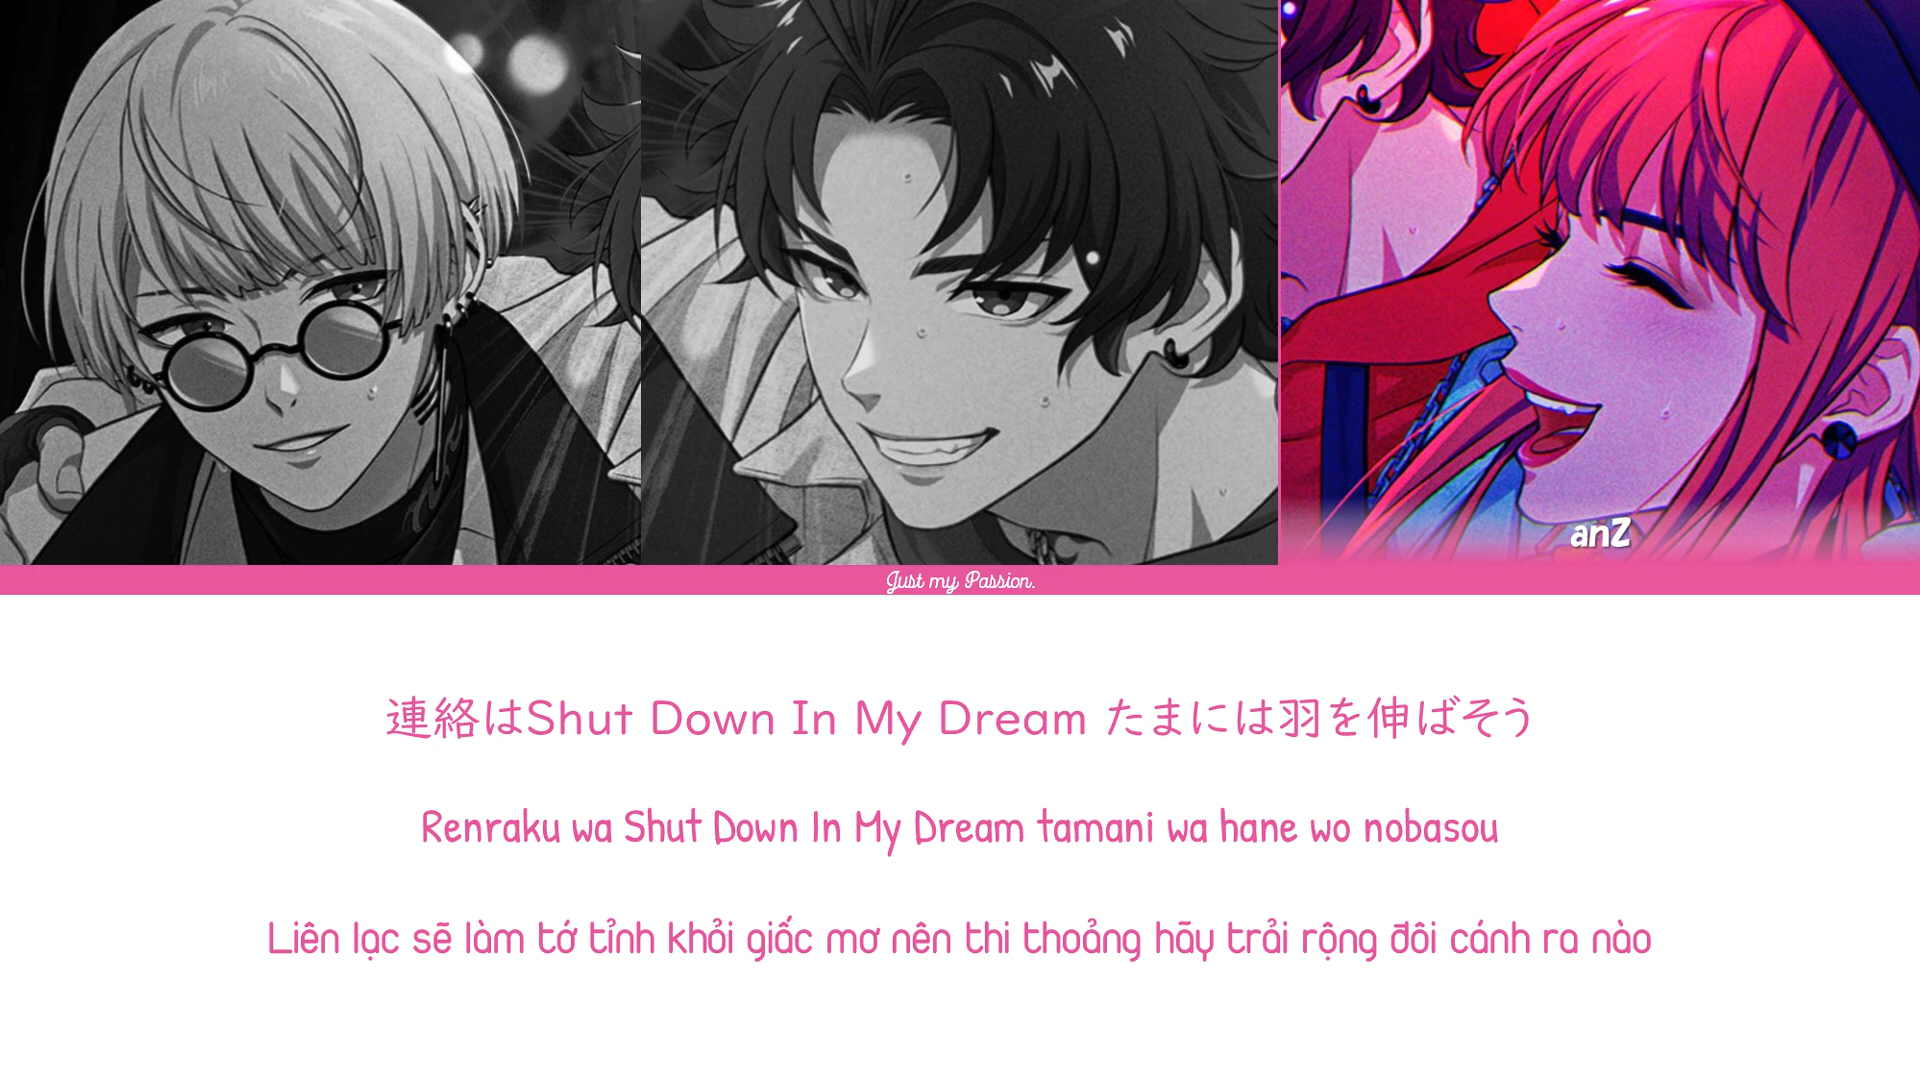 anZ
Just my Passion.
連絡はShut Down In My Dream たまには羽を伸ばそう
Renraku wa Shut Down In My Dream tamani wa hane wo nobasou
Liên lạc sẽ làm tớ tỉnh khỏi giấc mơ nên thi thoảng hãy trải rộng đôi cánh ra nào